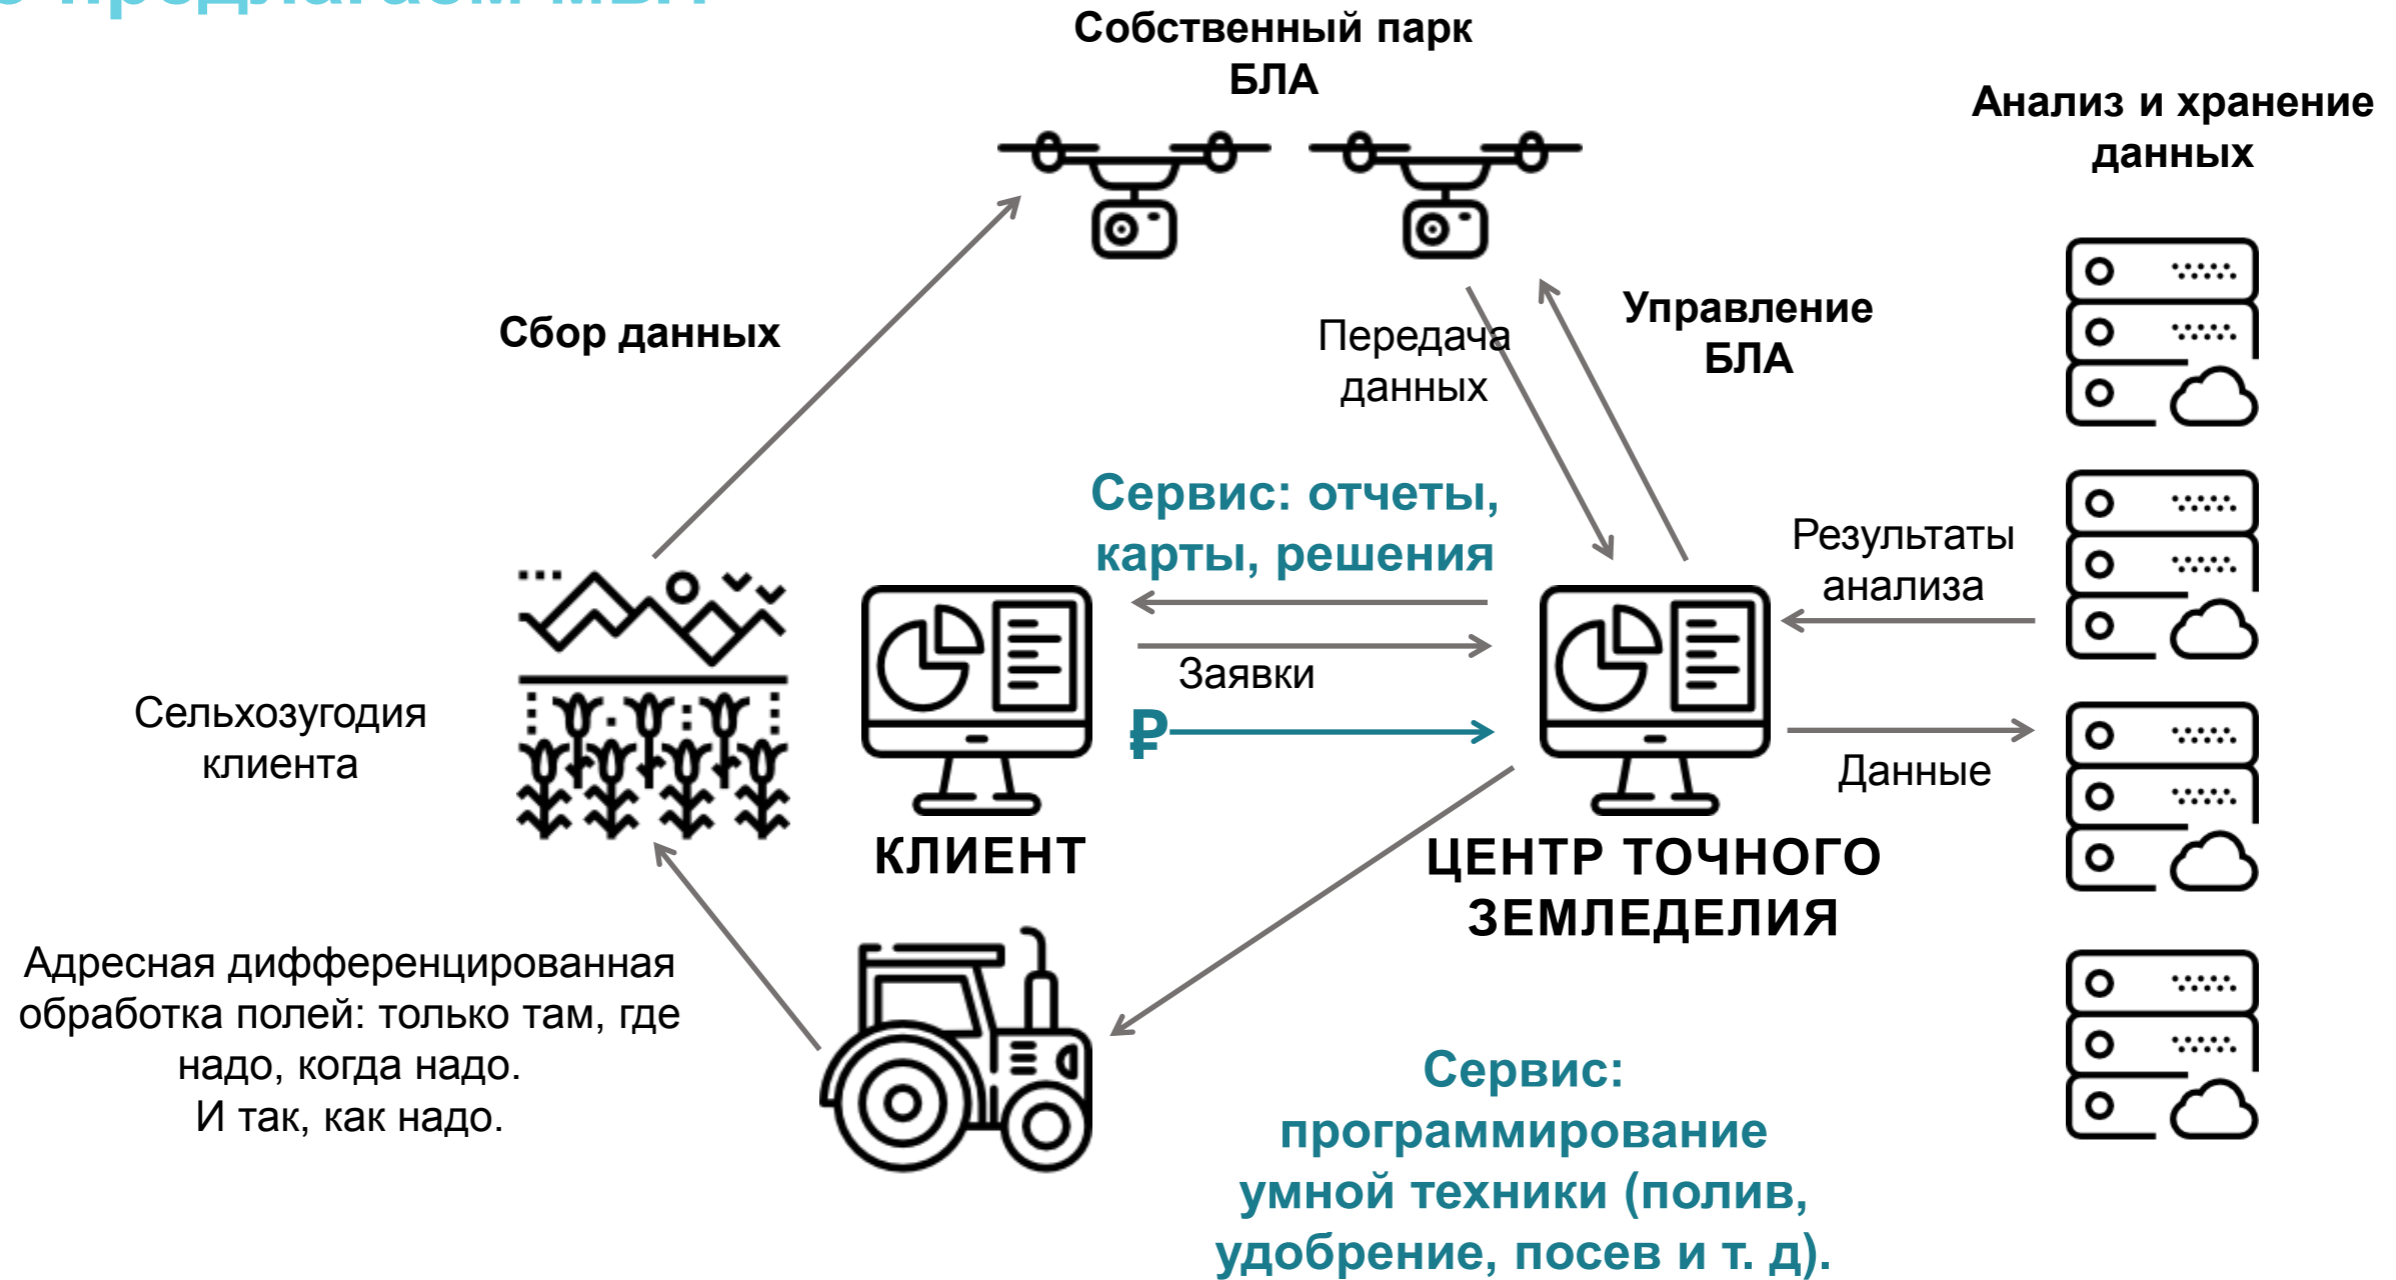 предлагаем мы?
Собственный парк
БЛА
Анализ и хранение
данных
Сбор данных
Передача
данных
Управление
БЛА
Сервис: отчеты,
карты, решения
Результаты
анализа
Заявки
Сельхозугодия
клиента
₽
Данные
КЛИЕНТ
ЦЕНТР ТОЧНОГО
ЗЕМЛЕДЕЛИЯ
Адресная дифференцированная
обработка полей: только там, где
надо, когда надо.
И так, как надо.
Сервис:
программирование
умной техники (полив,
удобрение, посев и т. д).